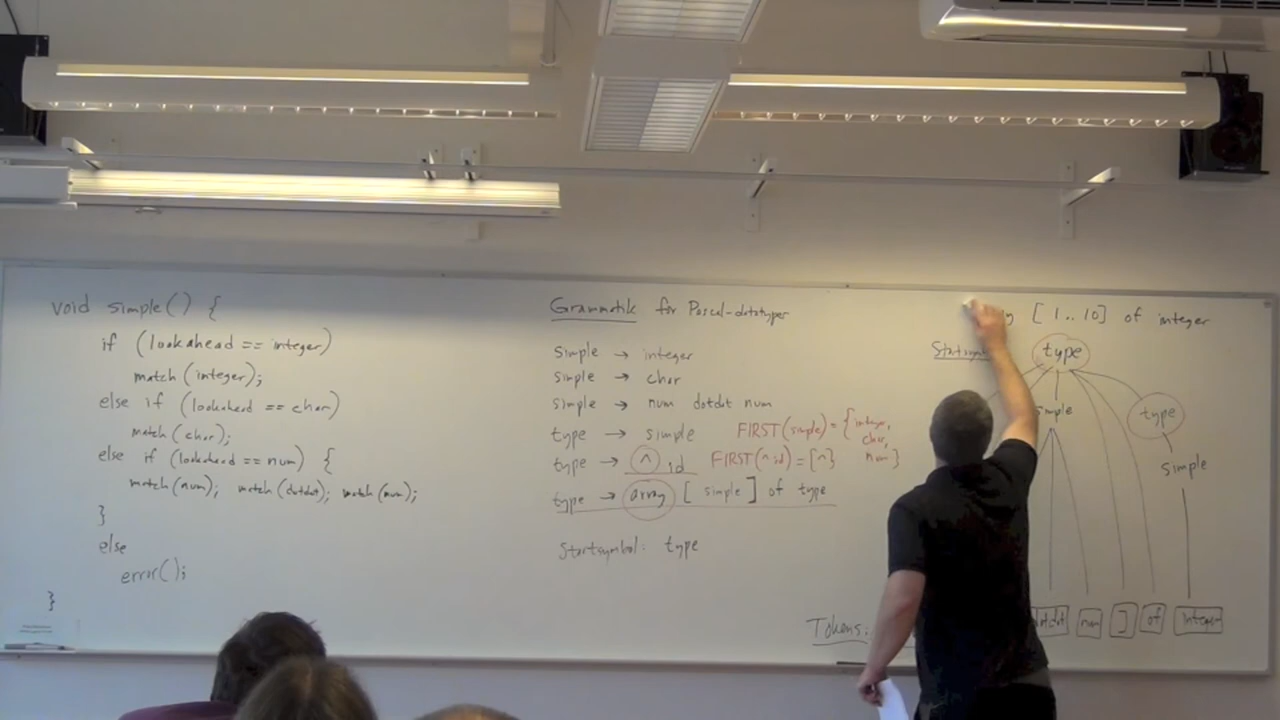 void simple() {
if (lookahead == integer)
match(integer);
else if (lookahead == char)
match(char);
else if (lookahead == num) {
match(num); match(dotdot); match(num);
}
else
error();
}
Grammatik for Pascal-datatyper
simple → integer
simple → char
simple → num dotdot num
type → simple FIRST(simple) = {integer,
char,
num}
type → ^ id FIRST(^id) = {^}
type → array [ simple ] of type
Startsymbol: type
[ 1..10] of integer
type
simple
type
simple
Tokens:
dotdot num ] of integer